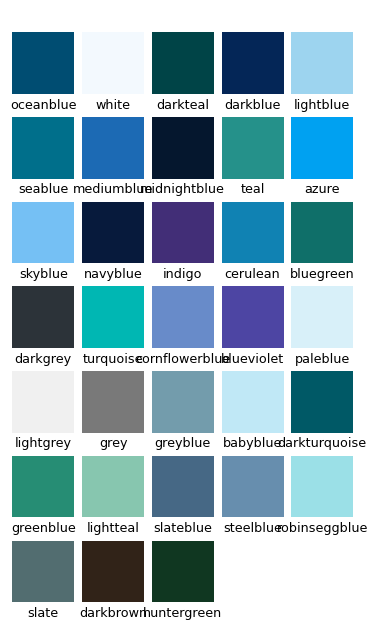 oceanblue white darkteal darkblue lightblue
seablue mediumblue midnightblue teal azure
skyblue navyblue indigo cerulean bluegreen
darkgrey turquoise cornflowerblue blueviolet paleblue
lightgrey grey greyblue babyblue darkturquoise
greenblue lightteal slateblue steelblue robinseggblue
slate darkbrown huntergreen